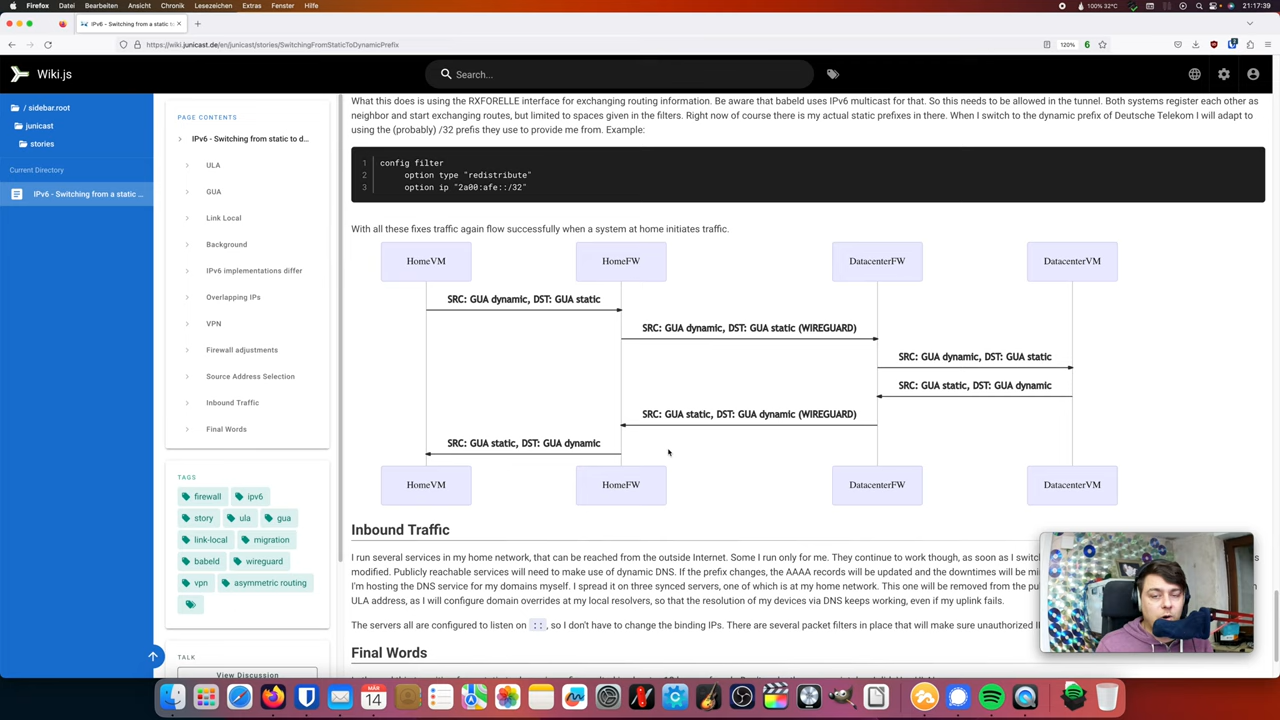 Firefox Datei Bearbeiten Ansicht Chronik Lesezeichen Extras Fenster Hilfe
100% 32°C
21:17:39
IPv6 - Switching from a static to
https://wiki.junicast.de/en/junicast/stories/SwitchingFromStaticToDynamicPrefix
120%
6
Wiki.js
Search...
/ sidebar.root
junicast
stories
Current Directory
IPv6 - Switching from a static ...
PAGE CONTENTS
IPv6 - Switching from static to d...
ULA
GUA
Link Local
Background
IPv6 implementations differ
Overlapping IPs
VPN
Firewall adjustments
Source Address Selection
Inbound Traffic
Final Words
TAGS
firewall ipv6
story ula gua
link-local migration
babeld wireguard
vpn asymmetric routing
TALK
View Discussion
What this does is using the RXFORELLE interface for exchanging routing information. Be aware that babeld uses IPv6 multicast for that. So this needs to be allowed in the tunnel. Both systems register each other as
neighbor and start exchanging routes, but limited to spaces given in the filters. Right now of course there is my actual static prefixes in there. When I switch to the dynamic prefix of Deutsche Telekom I will adapt to
using the (probably) /32 prefis they use to provide me from. Example:
1 config filter
2 option type "redistribute"
3 option ip "2a00:afe::/32"
With all these fixes traffic again flow successfully when a system at home initiates traffic.
HomeVM HomeFW DatacenterFW DatacenterVM
SRC: GUA dynamic, DST: GUA static
SRC: GUA dynamic, DST: GUA static (WIREGUARD)
SRC: GUA dynamic, DST: GUA static
SRC: GUA static, DST: GUA dynamic
SRC: GUA static, DST: GUA dynamic (WIREGUARD)
SRC: GUA static, DST: GUA dynamic
HomeVM HomeFW DatacenterFW DatacenterVM
Inbound Traffic
I run several services in my home network, that can be reached from the outside Internet. Some I run only for me. They continue to work though, as soon as I switch
modified. Publicly reachable services will need to make use of dynamic DNS. If the prefix changes, the AAAA records will be updated and the downtimes will be
I'm hosting the DNS service for my domains myself. I spread it on three synced servers, one of which is at my home network. This one will be removed from the
ULA address, as I will configure domain overrides at my local resolvers, so that the resolution of my devices via DNS keeps working, even if my uplink fails.
The servers all are configured to listen on :: , so I don't have to change the binding IPs. There are several packet filters in place that will make sure unauthorized
Final Words
MÄR
14